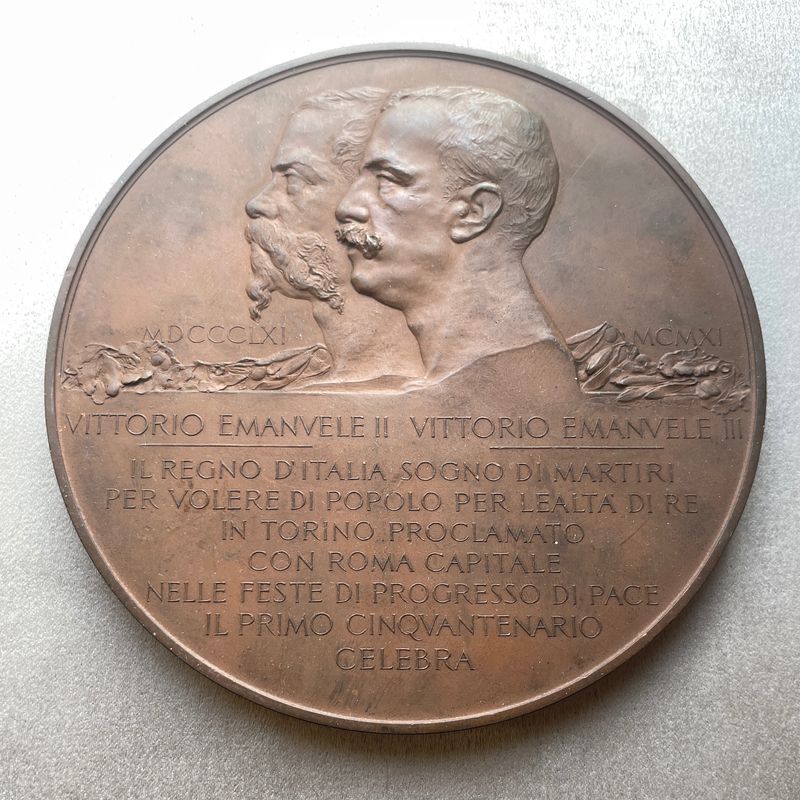 MDCCCLXI MCMXI
VITTORIO EMANVELE II VITTORIO EMANVELE III
IL REGNO D'ITALIA SOGNO DI MARTIRI
PER VOLERE DI POPOLO PER LEALTA' DI RE
IN TORINO PROCLAMATO
CON ROMA CAPITALE
NELLE FESTE DI PROGRESSO DI PACE
IL PRIMO CINQVANTENARIO
CELEBRA